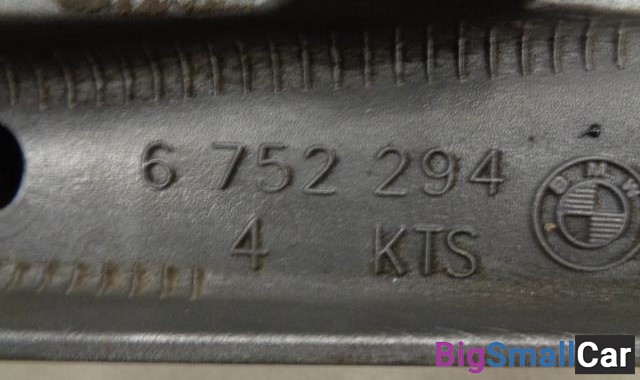 6 752 294
BMW
4 KTS
BigSmallCar